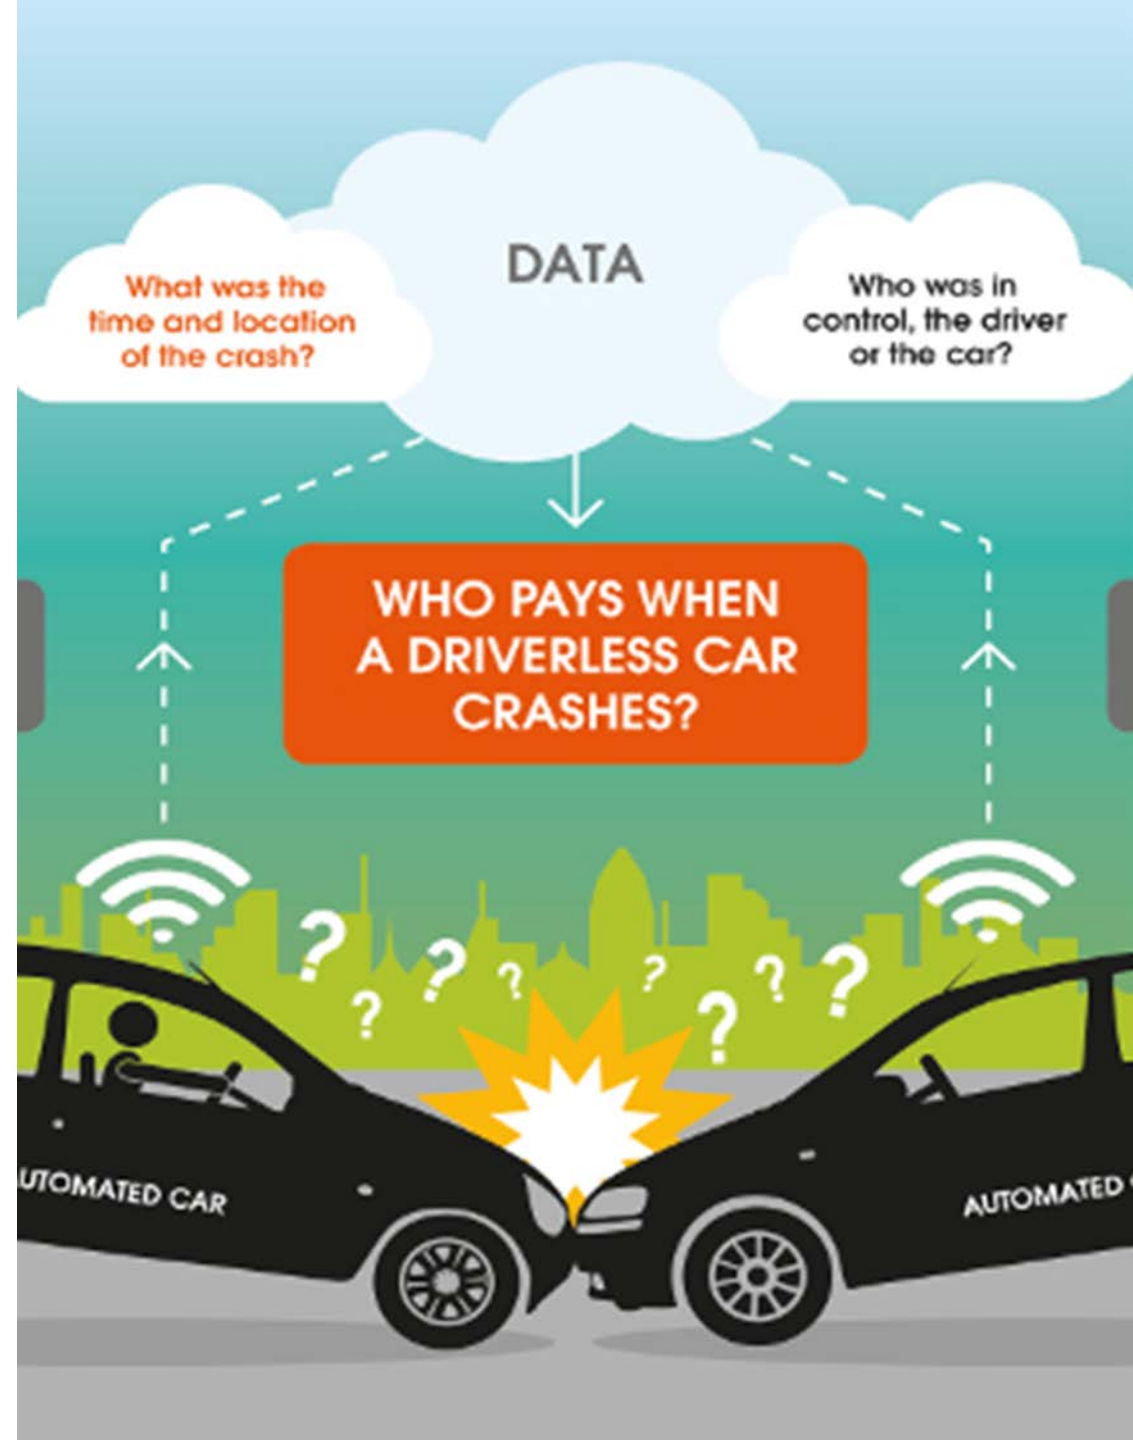 DATA
What was the
time and location
of the crash?
Who was in
control, the driver
or the car?
WHO PAYS WHEN
A DRIVERLESS CAR
CRASHES?
?
?
?
?
?
?
?
?
UTOMATED CAR
AUTOMATED